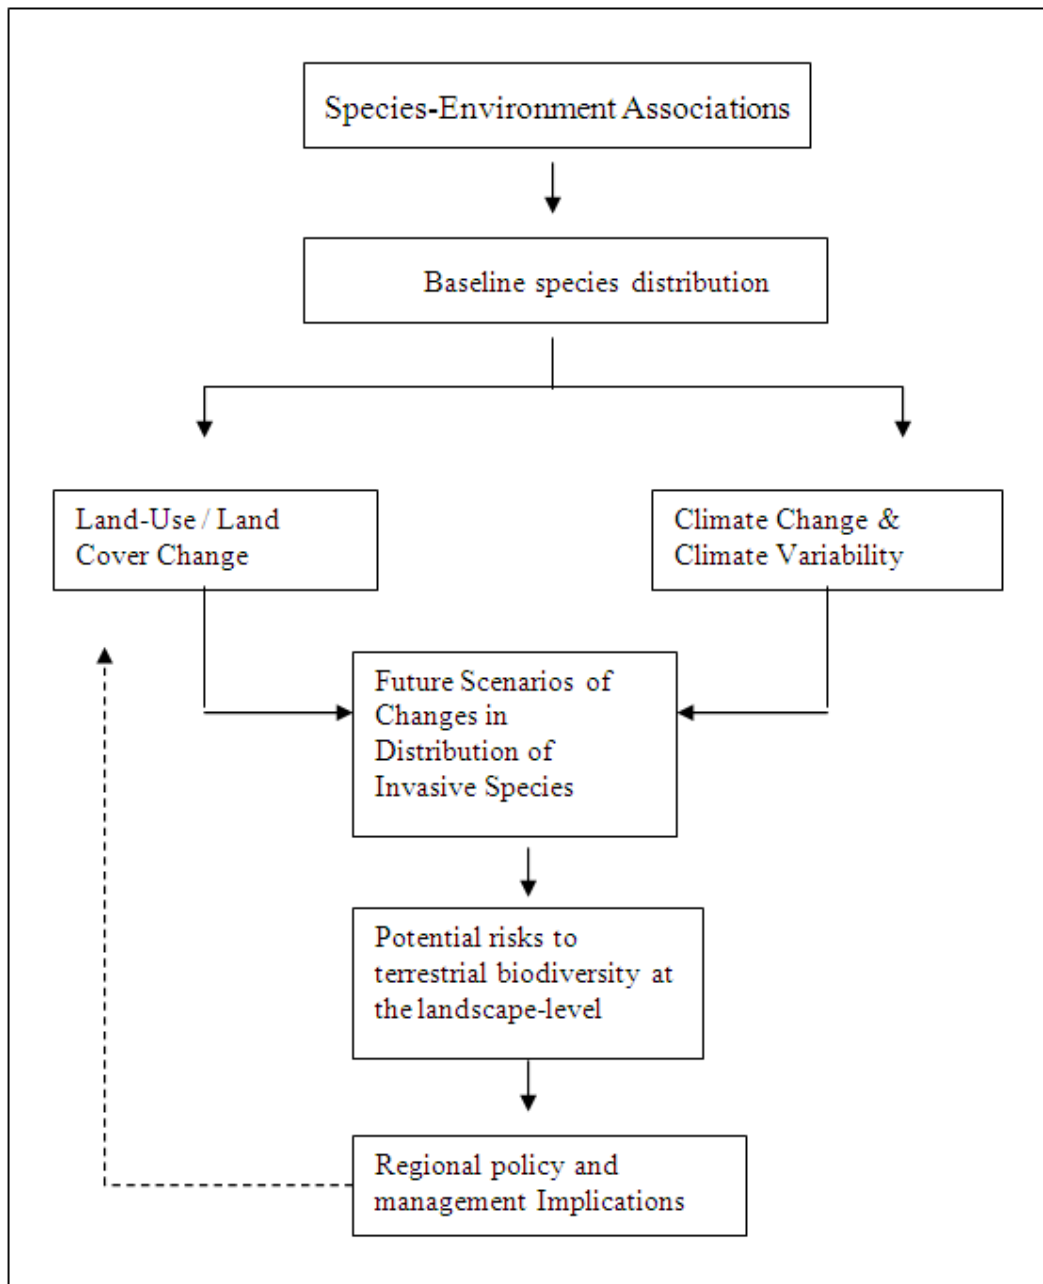 Species-Environment Associations
Baseline species distribution
Land-Use / Land
Cover Change
Climate Change &
Climate Variability
Future Scenarios of
Changes in
Distribution of
Invasive Species
Potential risks to
terrestrial biodiversity at
the landscape-level
Regional policy and
management Implications